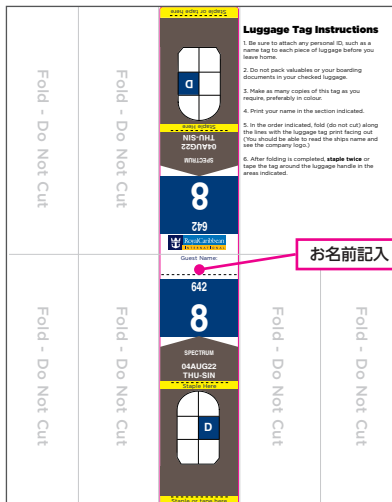 Staple or tape here
D
Staple Here
THU-SIN
04AUG22
SPECTRUM
8
642
RoyalCaribbean
INTERNATIONAL
Guest Name:
642
8
SPECTRUM
04AUG22
THU-SIN
Staple Here
D
Staple or tape here
Fold - Do Not Cut
Fold - Do Not Cut
Fold - Do Not Cut
Fold - Do Not Cut
Fold - Do Not Cut
Fold - Do Not Cut
Luggage Tag Instructions
1. Be sure to attach any personal ID, such as a
name tag to each piece of luggage before you
leave home.
2. Do not pack valuables or your boarding
documents in your checked luggage.
3. Make as many copies of this tag as you
require, preferably in colour.
4. Print your name in the section indicated.
5. In the order indicated, fold (do not cut) along
the lines with the luggage tag print facing out
(You should be able to read the ships name and
see the company logo.)
6. After folding is completed, staple twice or
tape the tag around the luggage handle in the
areas indicated.
お名前記入